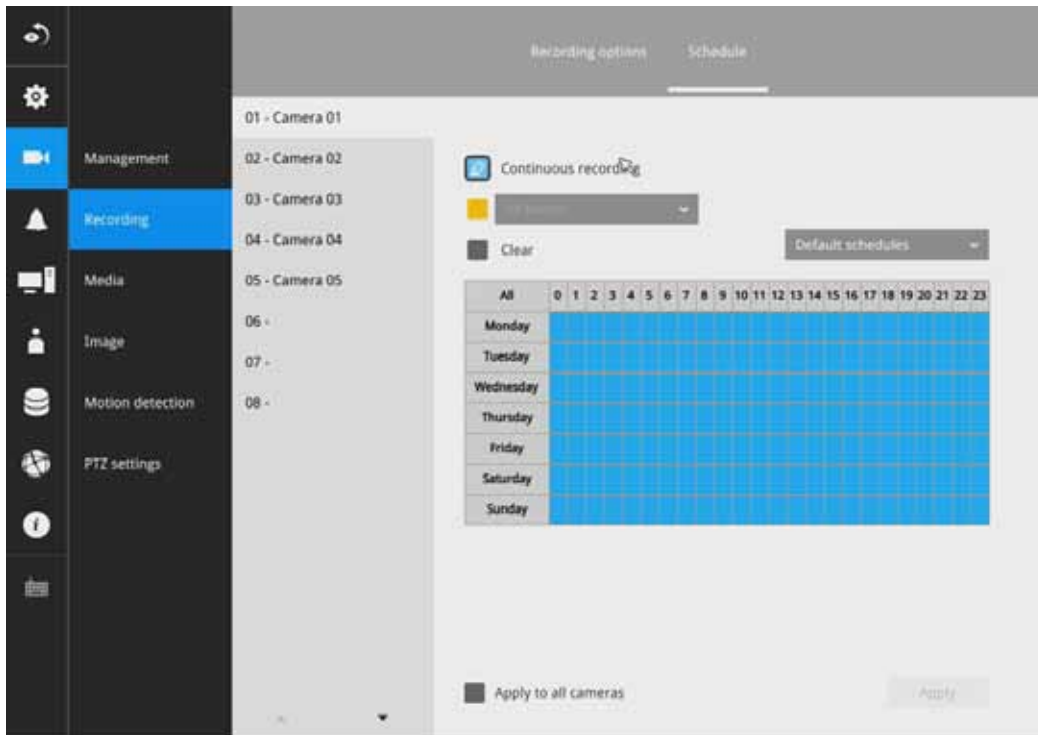 Recording options Schedule
01 - Camera 01
Management
02 - Camera 02
Continuous recording
Recording
03 - Camera 03
04 - Camera 04
Clear
Default schedules
Media
05 - Camera 05
All 0 1 2 3 4 5 6 7 8 9 10 11 12 13 14 15 16 17 18 19 20 21 22 23
06 -
Monday
Image
07 -
Tuesday
Wednesday
Motion detection
08 -
Thursday
Friday
PTZ settings
Saturday
Sunday
Apply to all cameras
Apply